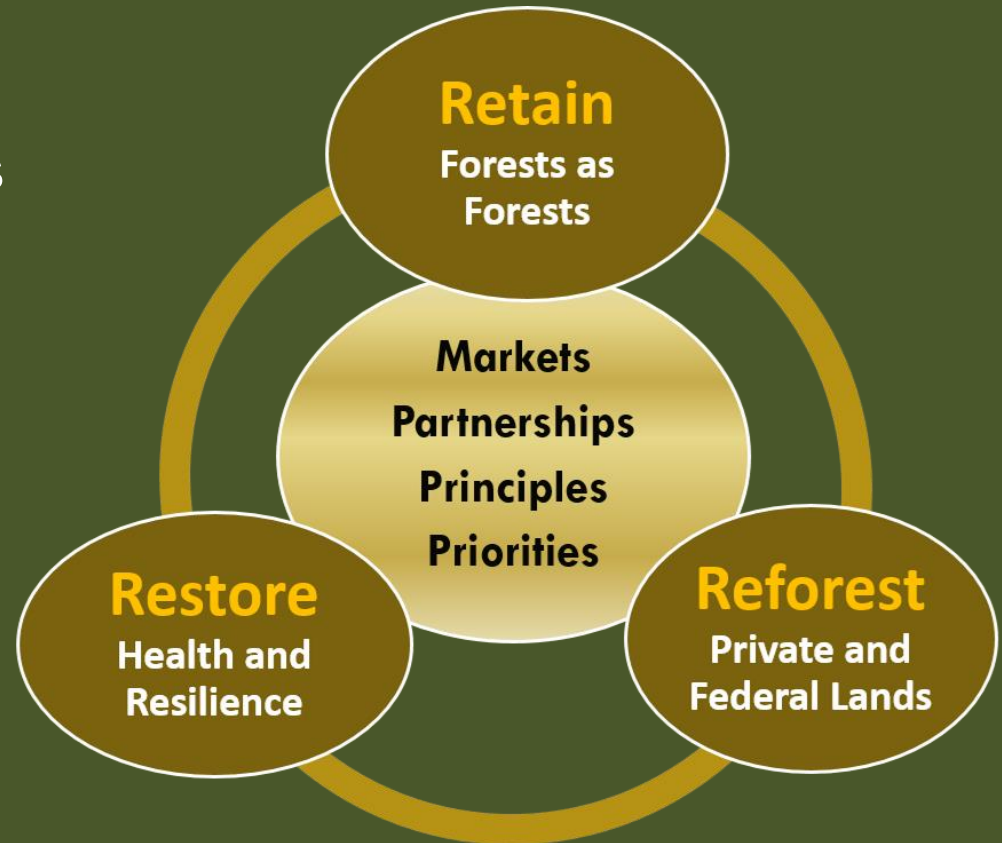 Retain
Forests as
Forests
Markets
Partnerships
Principles
Priorities
Restore
Health and
Resilience
Reforest
Private and
Federal Lands